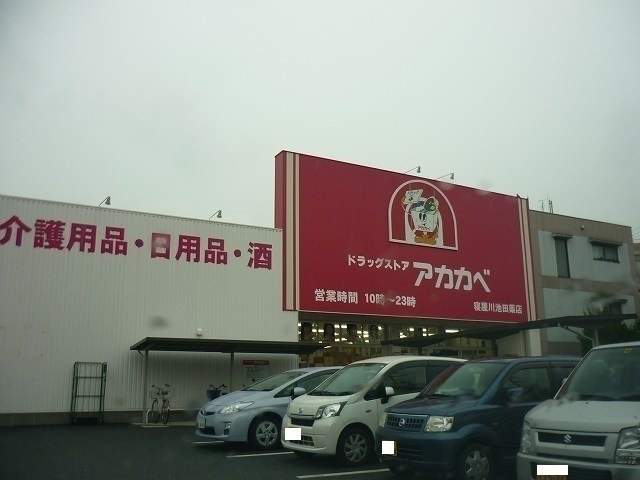 介護用品・日用品・酒
ドラッグストア アカカベ
営業時間 10時～23時
寝屋川池田南店